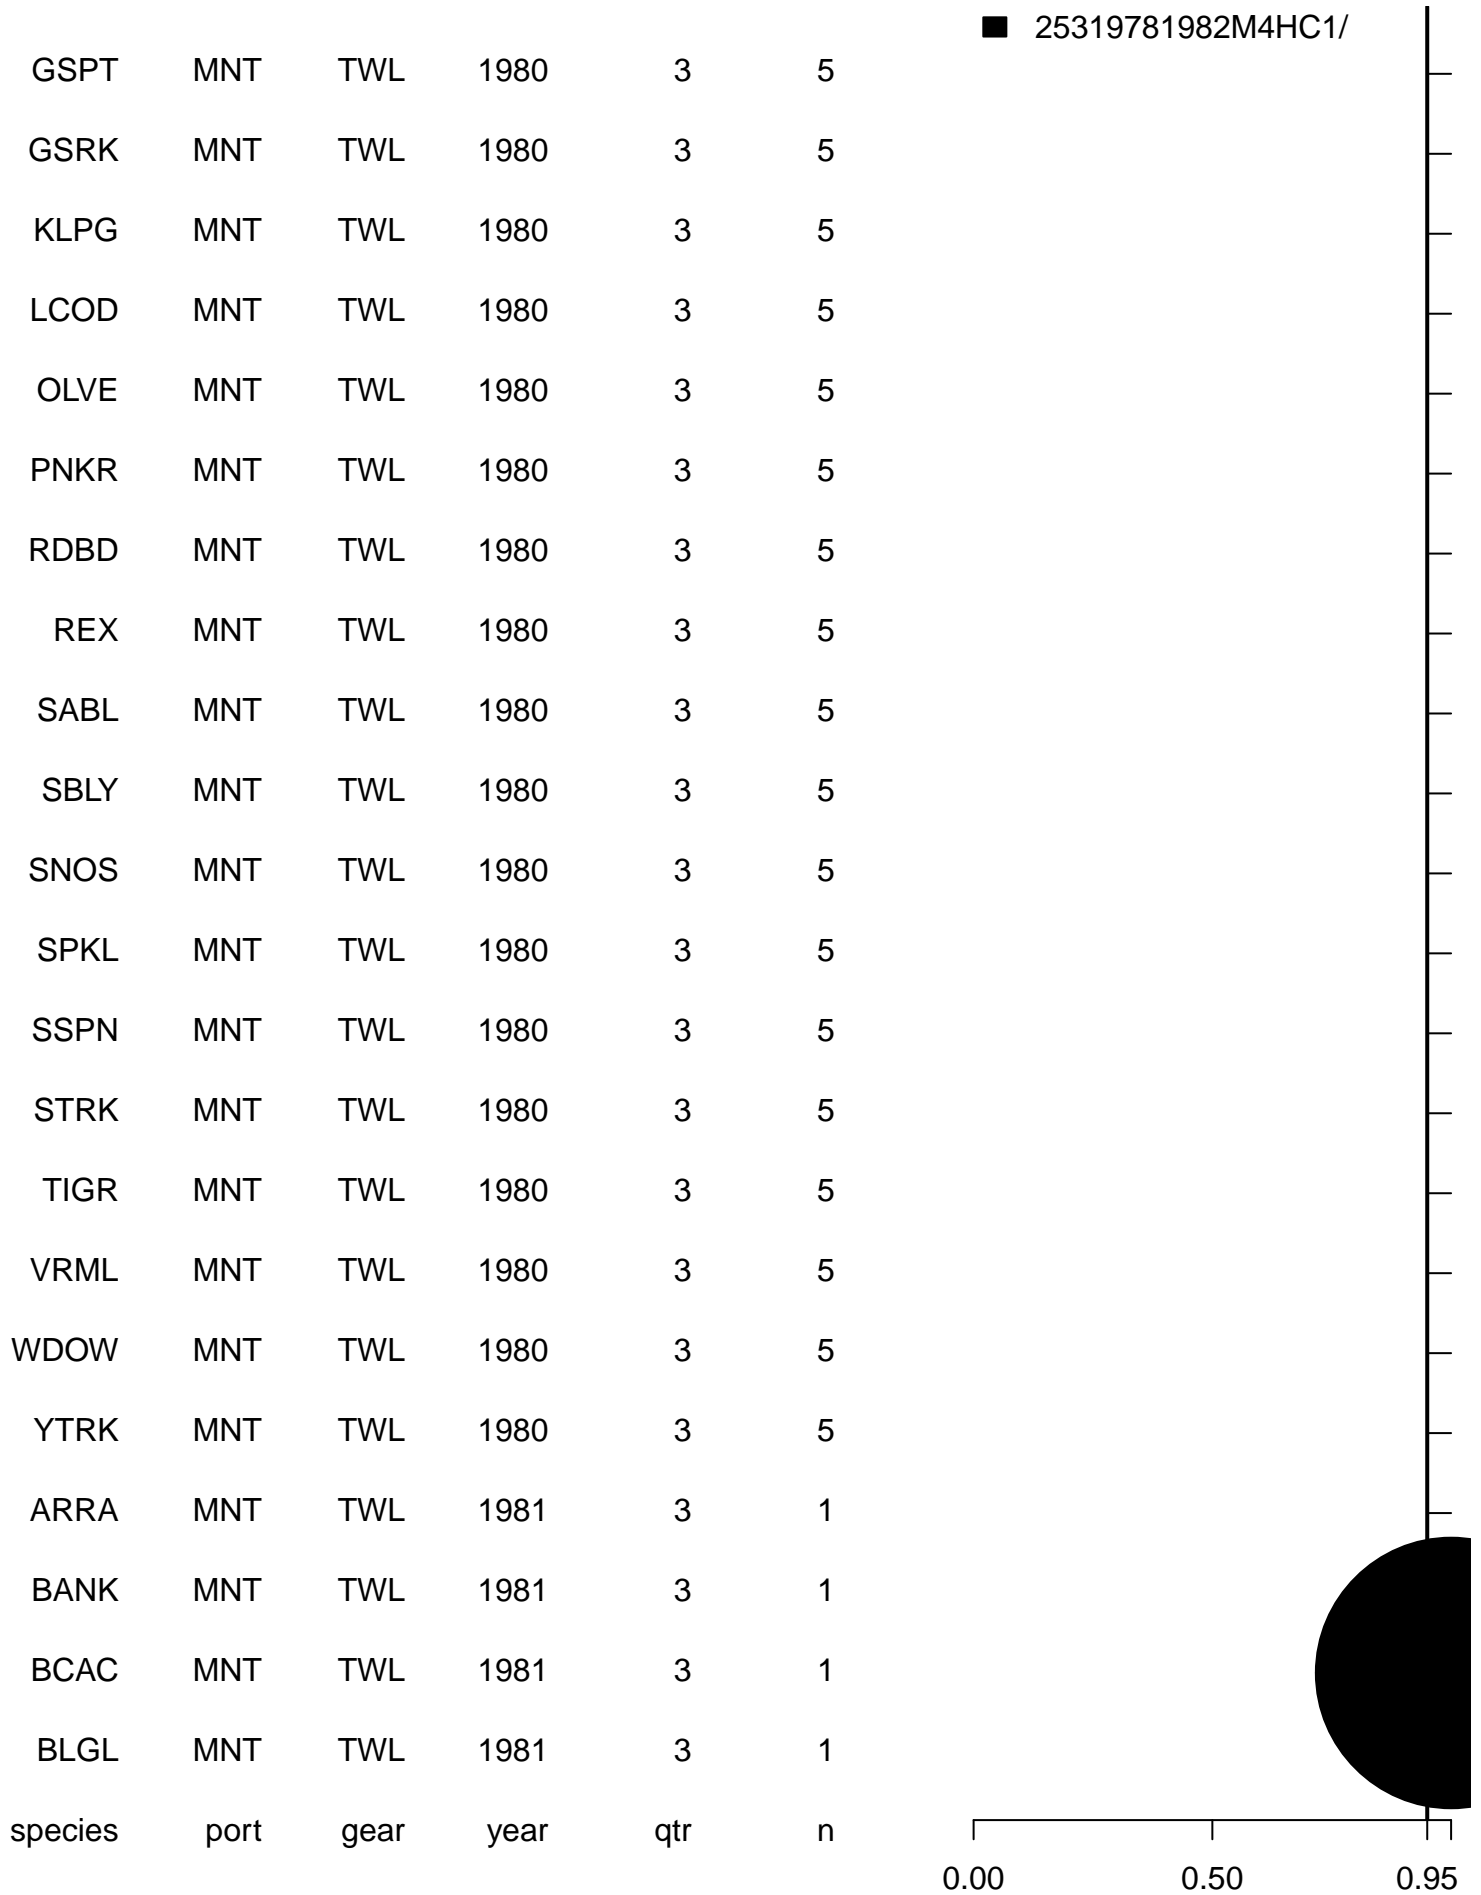 25319781982M4HC1/
GSPT MNT TWL 1980 3 5
GSRK MNT TWL 1980 3 5
KLPG MNT TWL 1980 3 5
LCOD MNT TWL 1980 3 5
OLVE MNT TWL 1980 3 5
PNKR MNT TWL 1980 3 5
RDBD MNT TWL 1980 3 5
REX MNT TWL 1980 3 5
SABL MNT TWL 1980 3 5
SBLY MNT TWL 1980 3 5
SNOS MNT TWL 1980 3 5
SPKL MNT TWL 1980 3 5
SSPN MNT TWL 1980 3 5
STRK MNT TWL 1980 3 5
TIGR MNT TWL 1980 3 5
VRML MNT TWL 1980 3 5
WDOW MNT TWL 1980 3 5
YTRK MNT TWL 1980 3 5
ARRA MNT TWL 1981 3 1
BANK MNT TWL 1981 3 1
BCAC MNT TWL 1981 3 1
BLGL MNT TWL 1981 3 1
species port gear year qtr n
0.00 0.50 0.95